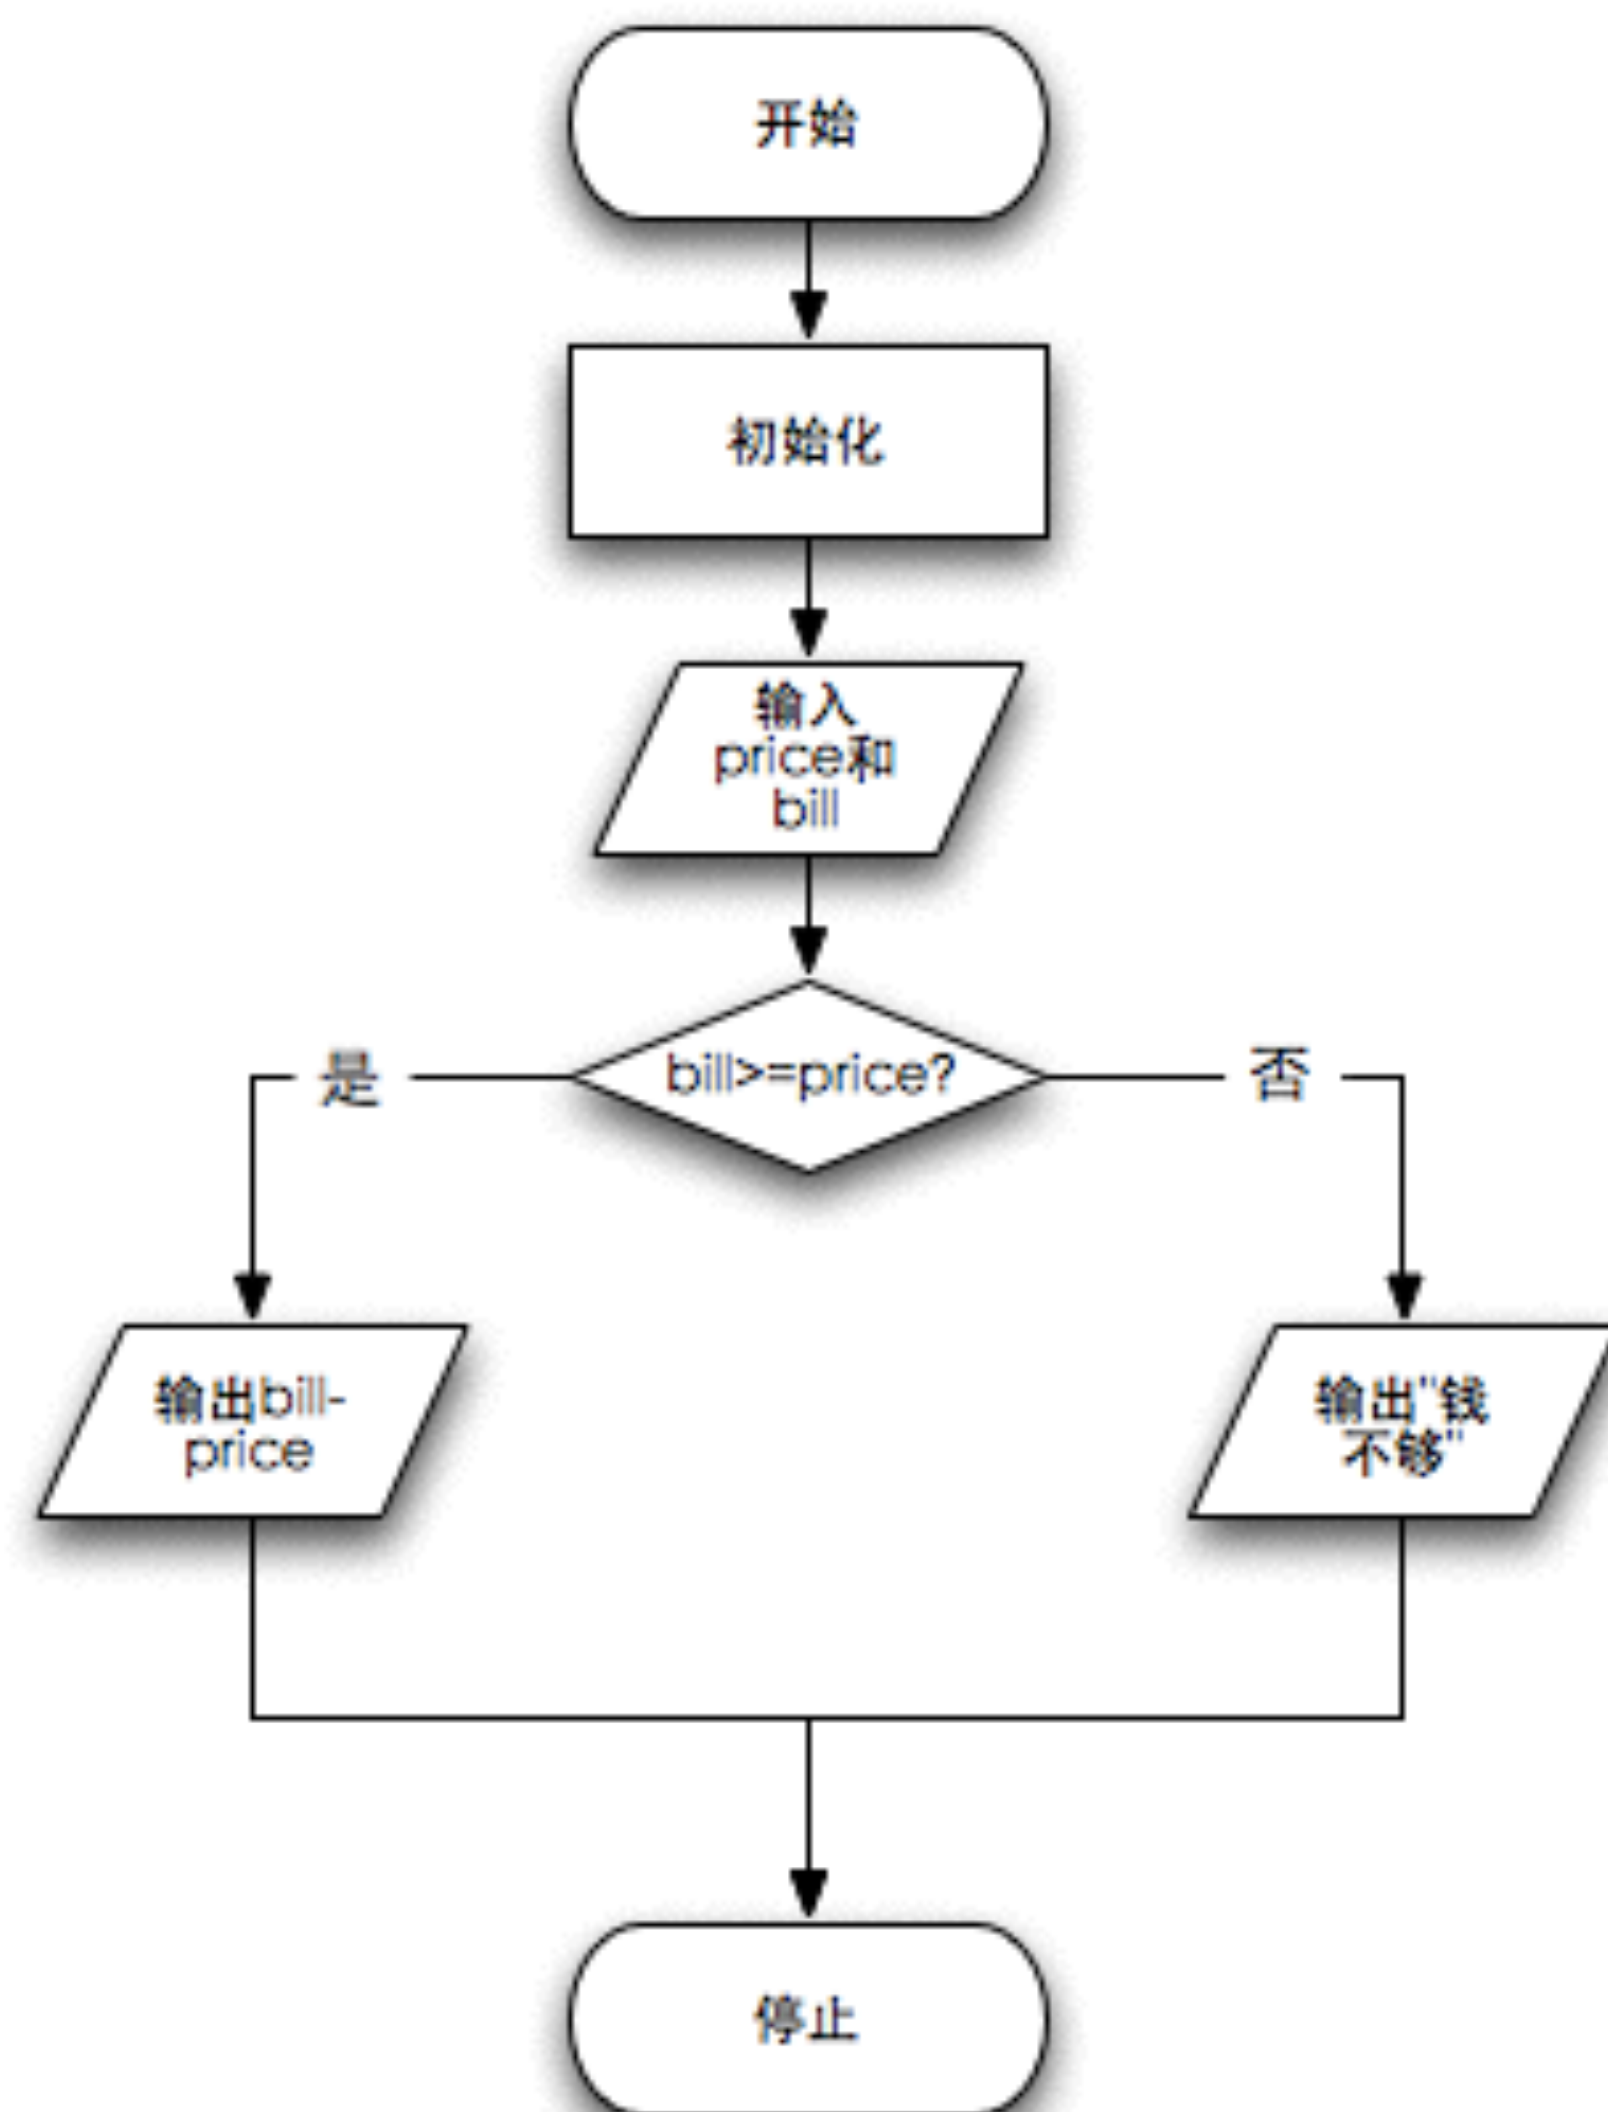 开始
初始化
输入
price和
bill
bill>=price?
是
否
输出bill-
price
输出"钱
不够"
停止